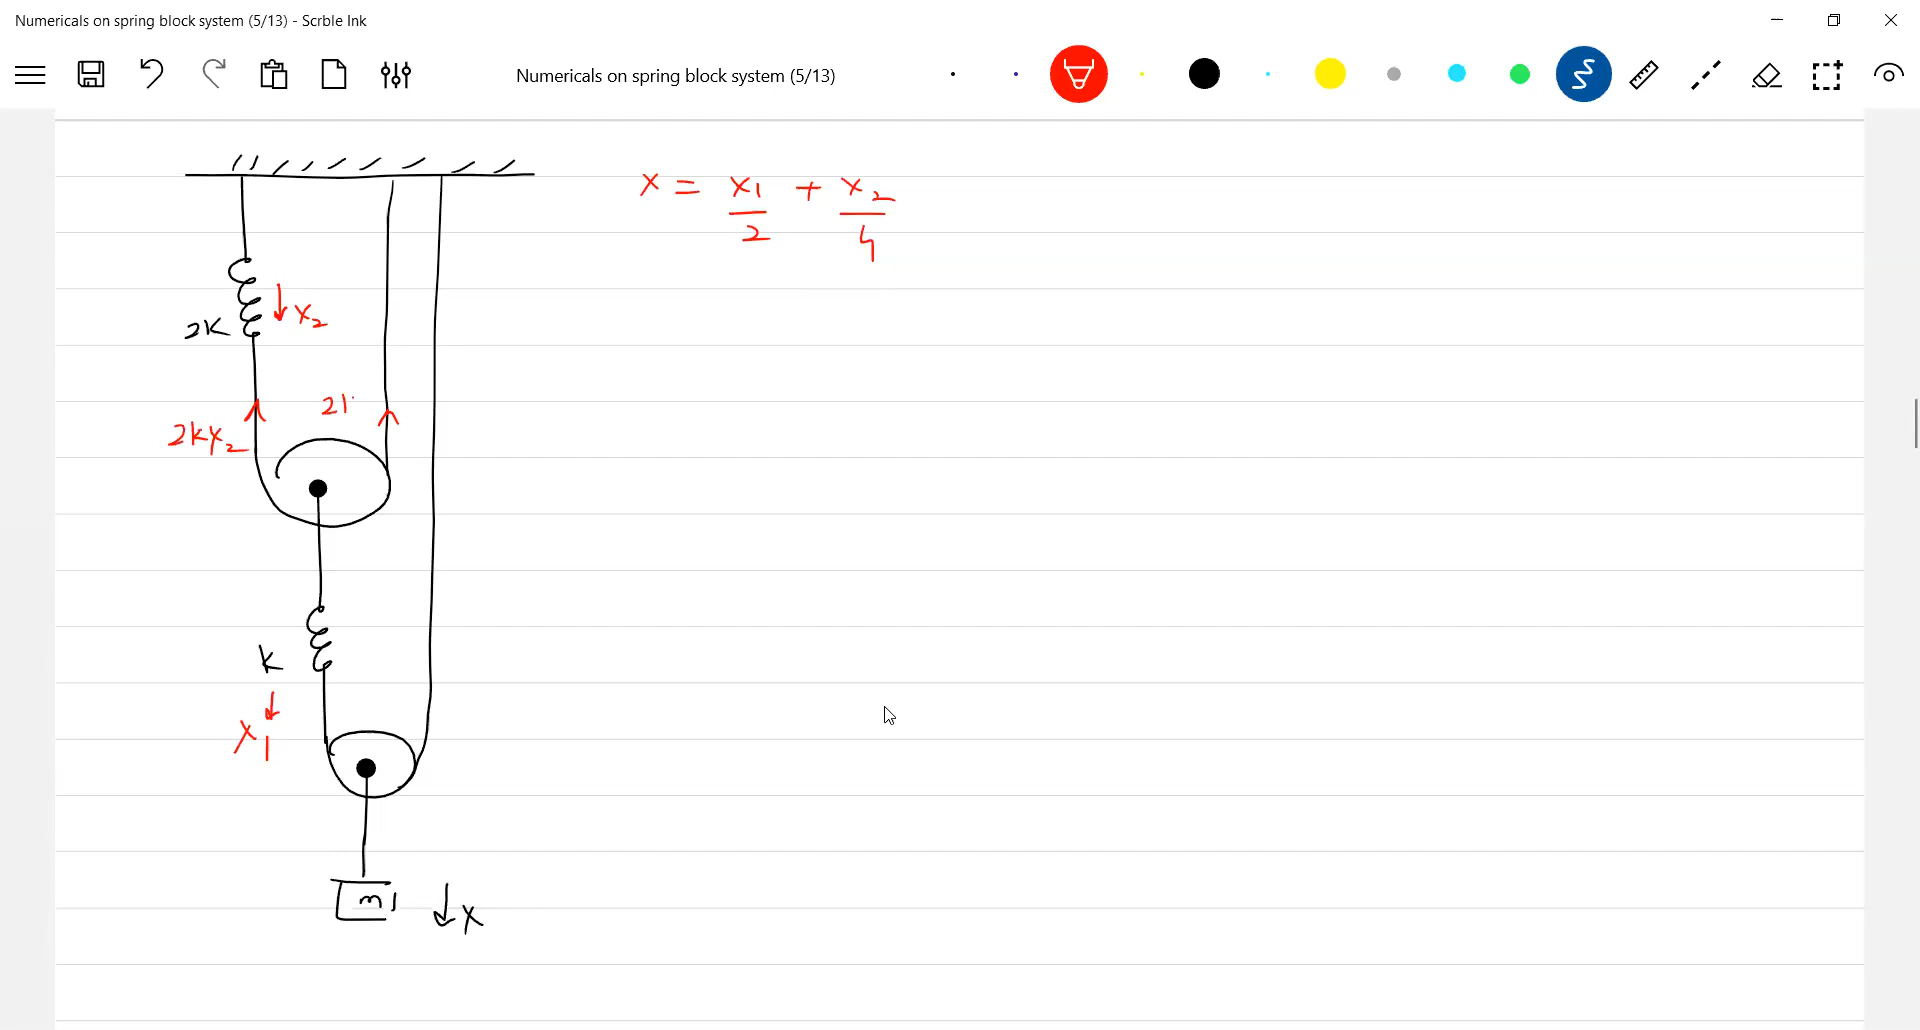 Numericals on spring block system (5/13) - Scrble Ink
Numericals on spring block system (5/13)
x = x1/2 + x2/4
↓ x2
2K
2kx2
21
k
↓
x1
m
↓x